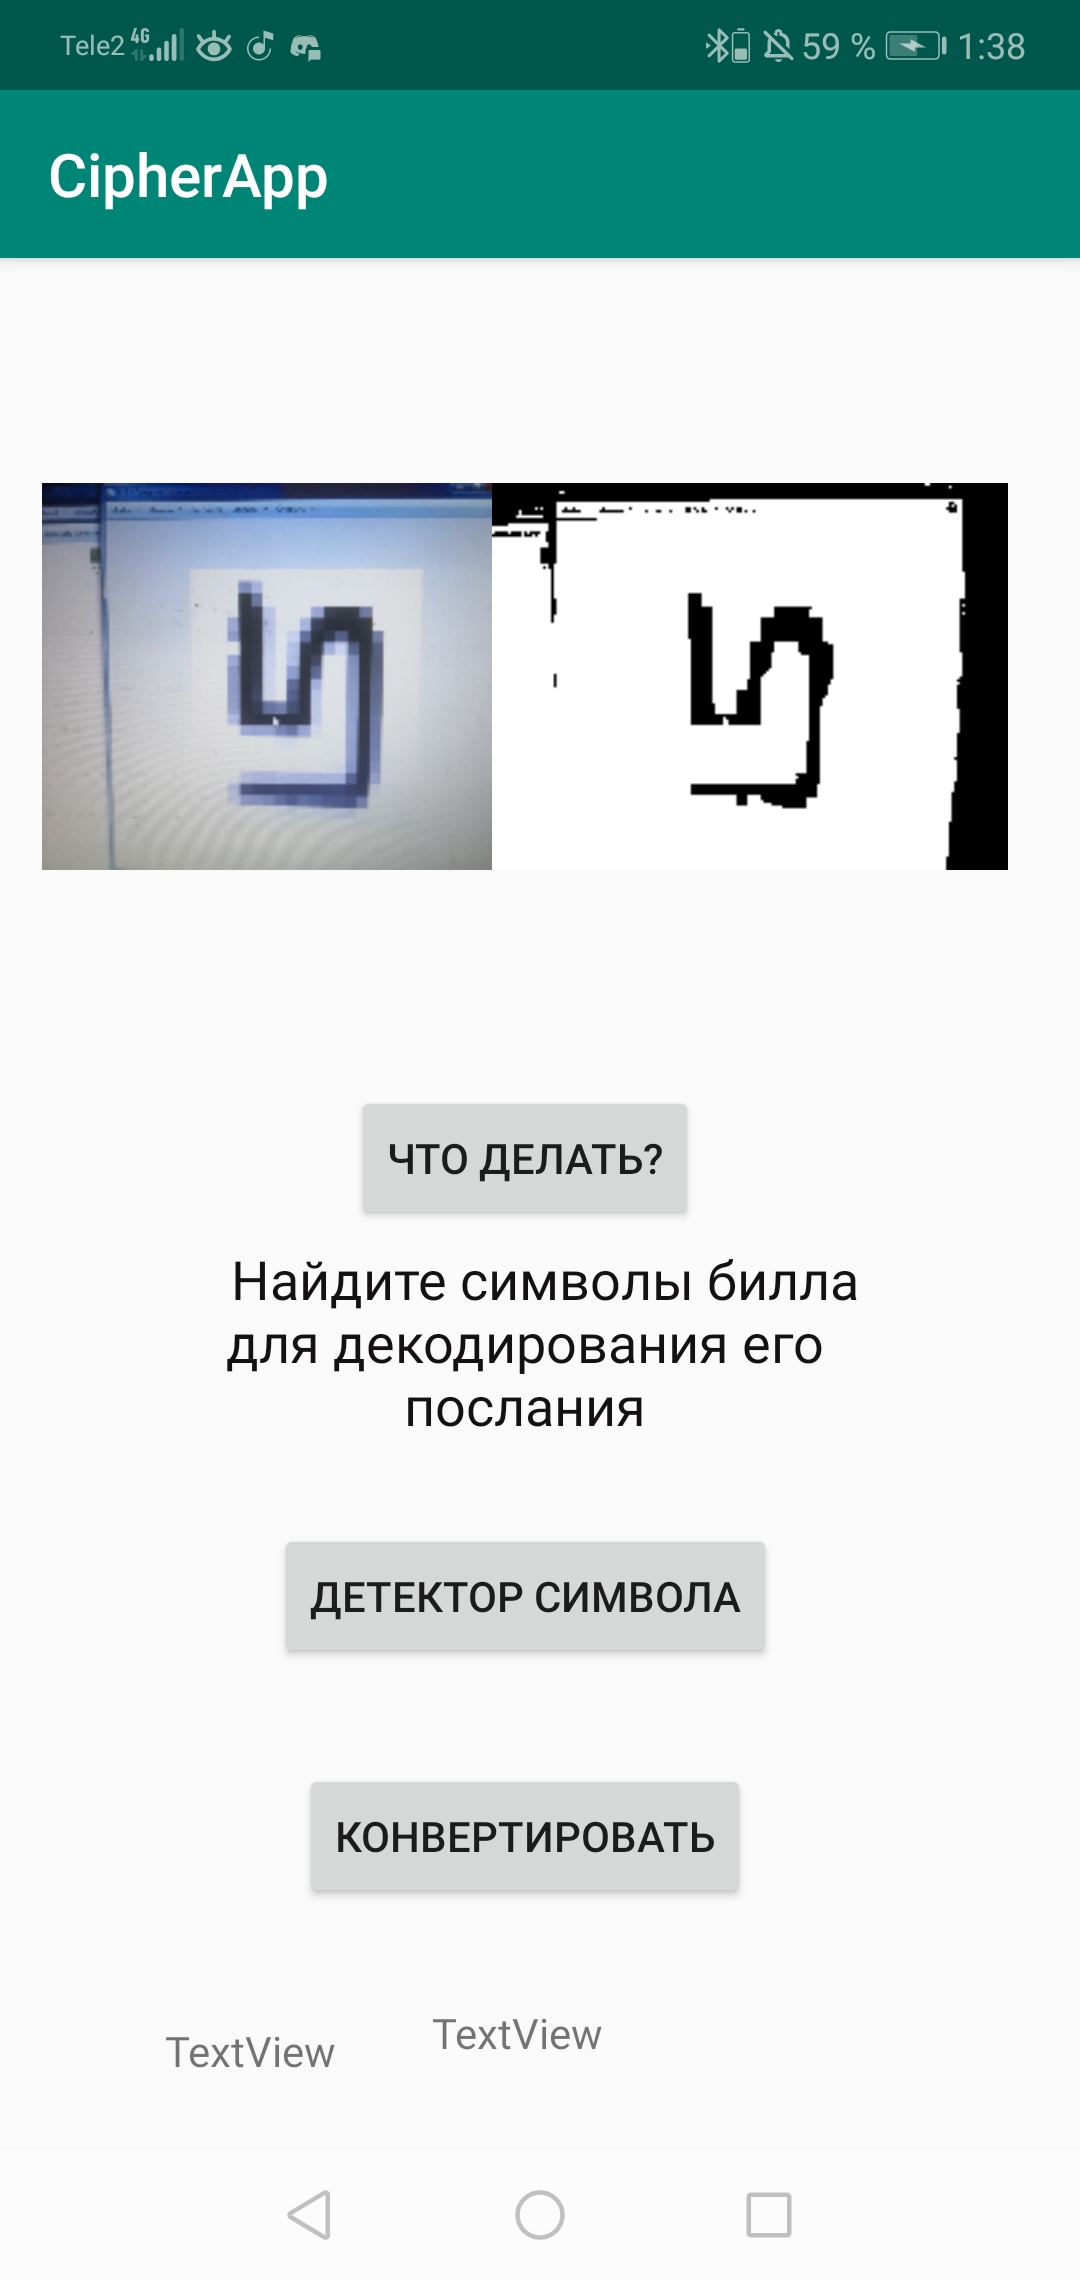 Tele2 4G 59 % 1:38
CipherApp
ЧТО ДЕЛАТЬ?
Найдите символы билла
для декодирования его
послания
ДЕТЕКТОР СИМВОЛА
КОНВЕРТИРОВАТЬ
TextView
TextView